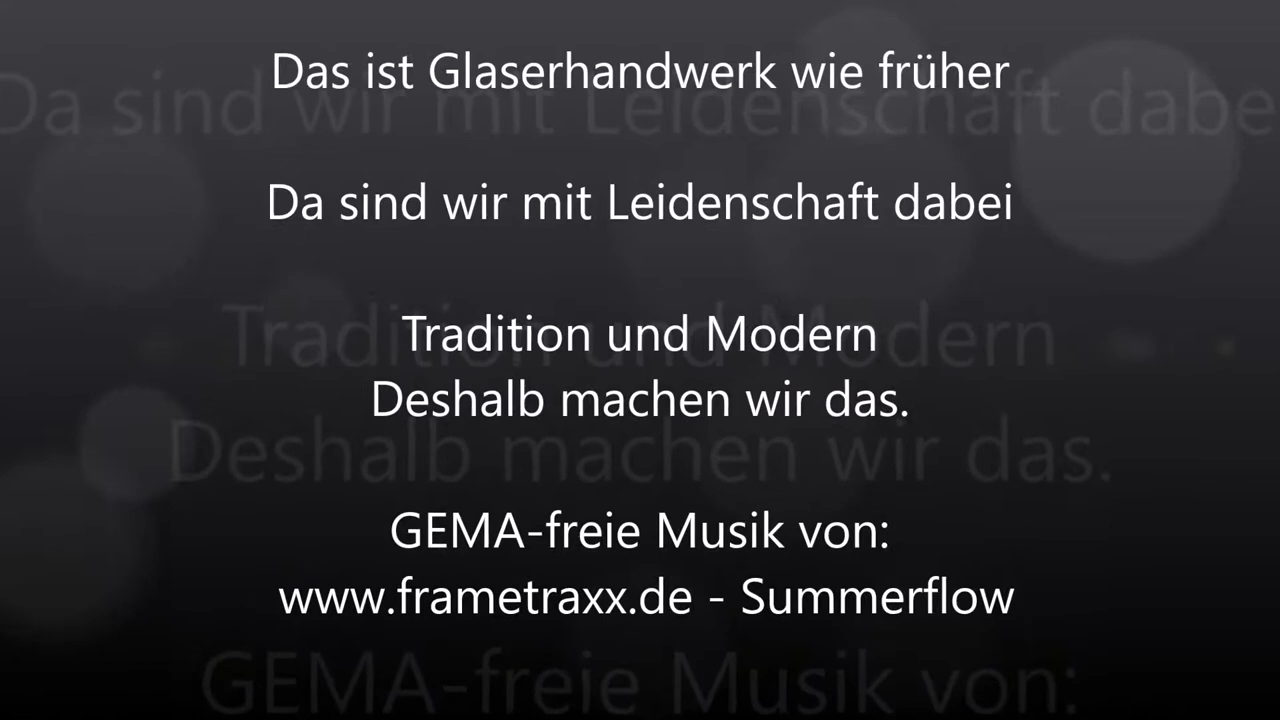 Das ist Glaserhandwerk wie früher
Da sind wir mit Leidenschaft dabei
Tradition und Modern
Deshalb machen wir das.
GEMA-freie Musik von:
www.frametraxx.de - Summerflow